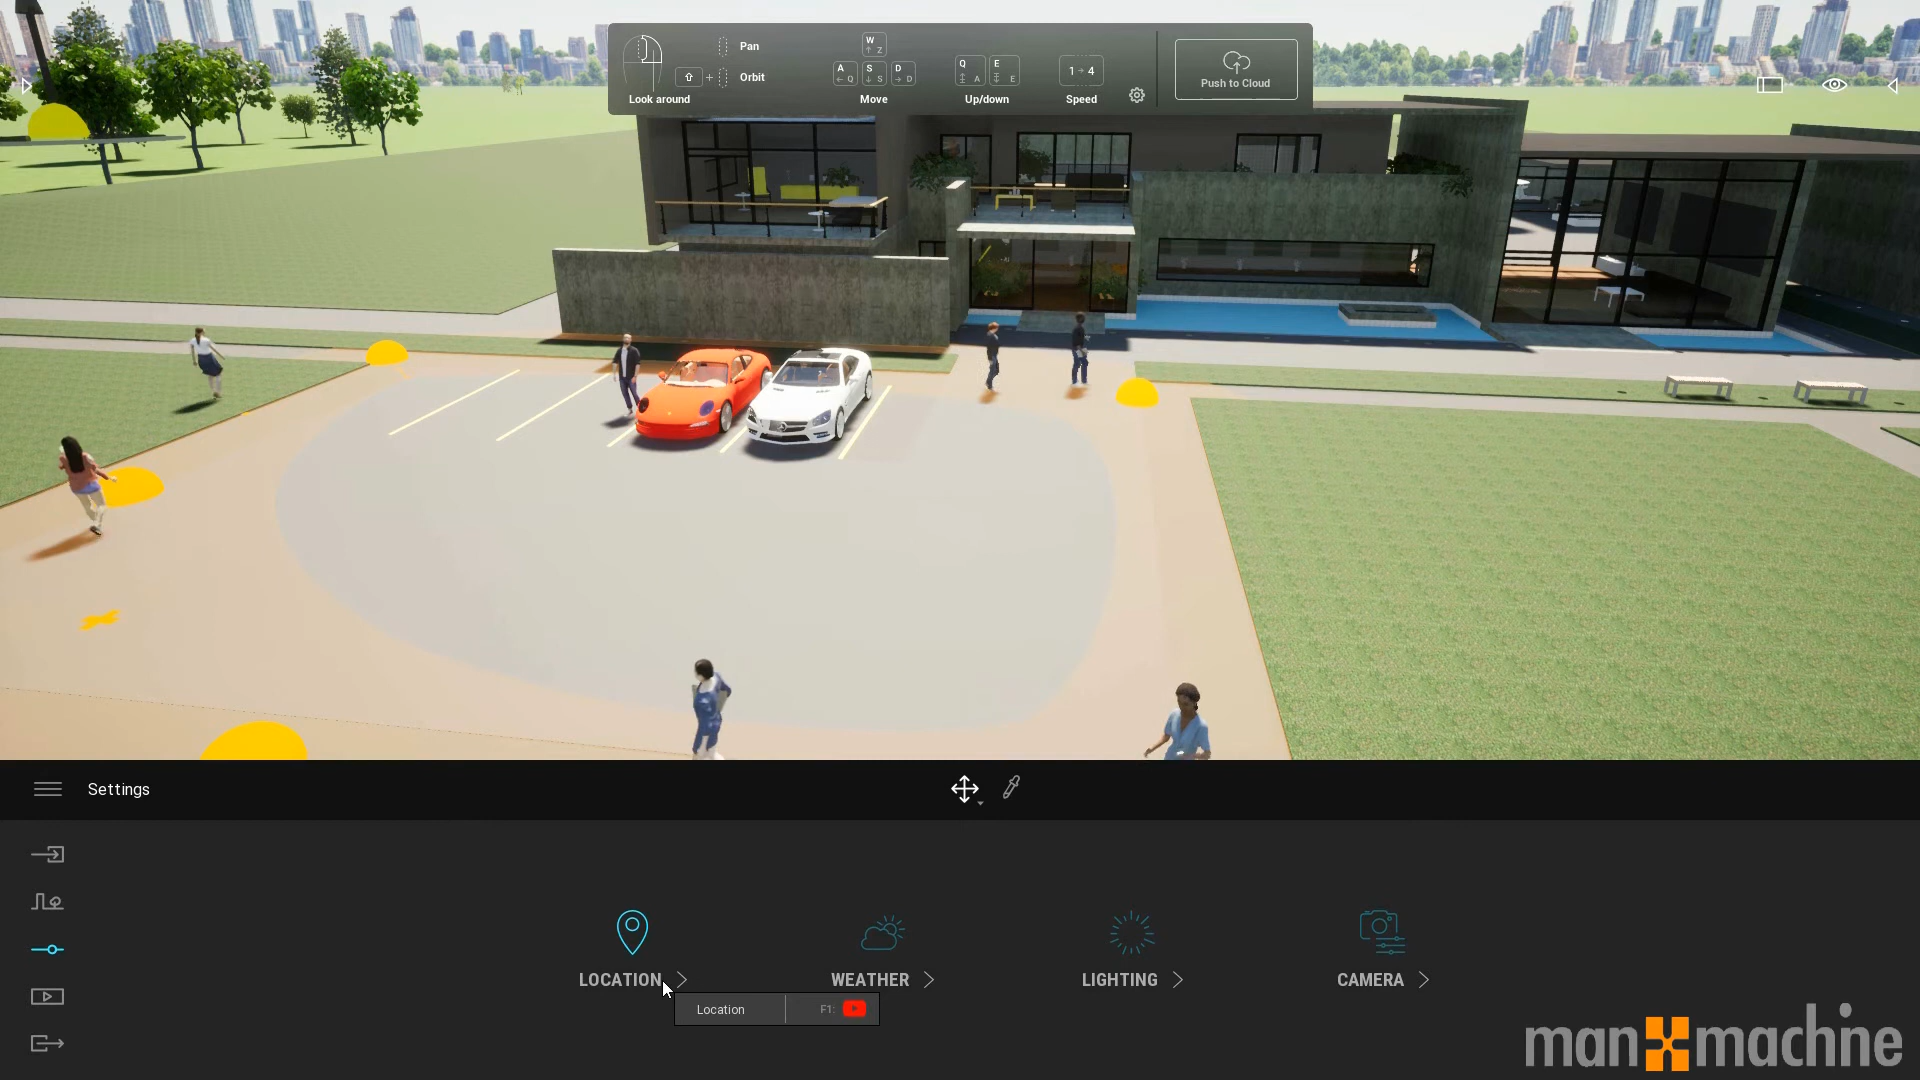 Pan
Orbit
Look around
W
Z
A
Q
S
S
D
D
Move
Q
A
E
E
Up/down
1 → 4
Speed
Push to Cloud
Settings
LOCATION
WEATHER
LIGHTING
CAMERA
Location
F1:
man machine